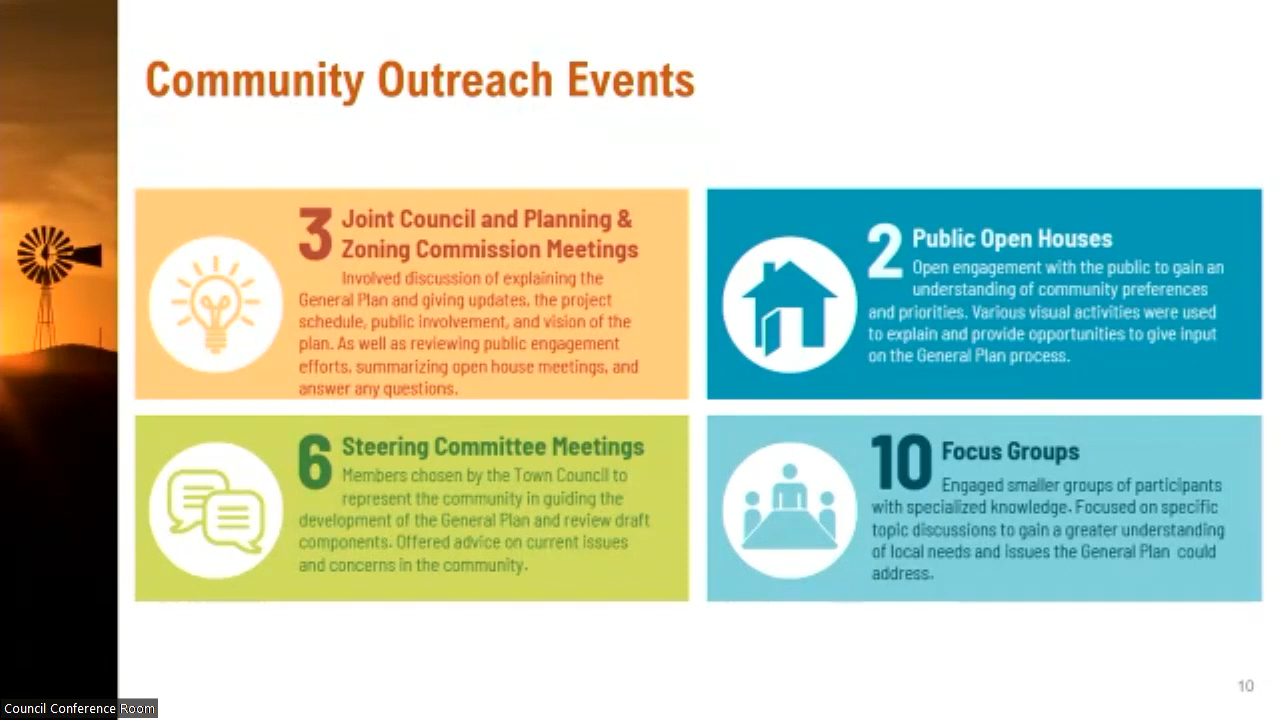 Community Outreach Events
3 Joint Council and Planning &
Zoning Commission Meetings
Involved discussion of explaining the
General Plan and giving updates, the project
schedule, public involvement, and vision of the
plan. As well as reviewing public engagement
efforts, summarizing open house meetings, and
answer any questions.
2 Public Open Houses
Open engagement with the public to gain an
understanding of community preferences
and priorities. Various visual activities were used
to explain and provide opportunities to give input
on the General Plan process.
6 Steering Committee Meetings
Members chosen by the Town Council to
represent the community in guiding the
development of the General Plan and review draft
components. Offered advice on current issues
and concerns in the community.
10 Focus Groups
Engaged smaller groups of participants
with specialized knowledge. Focused on specific
topic discussions to gain a greater understanding
of local needs and issues the General Plan could
address.
10
Council Conference Room